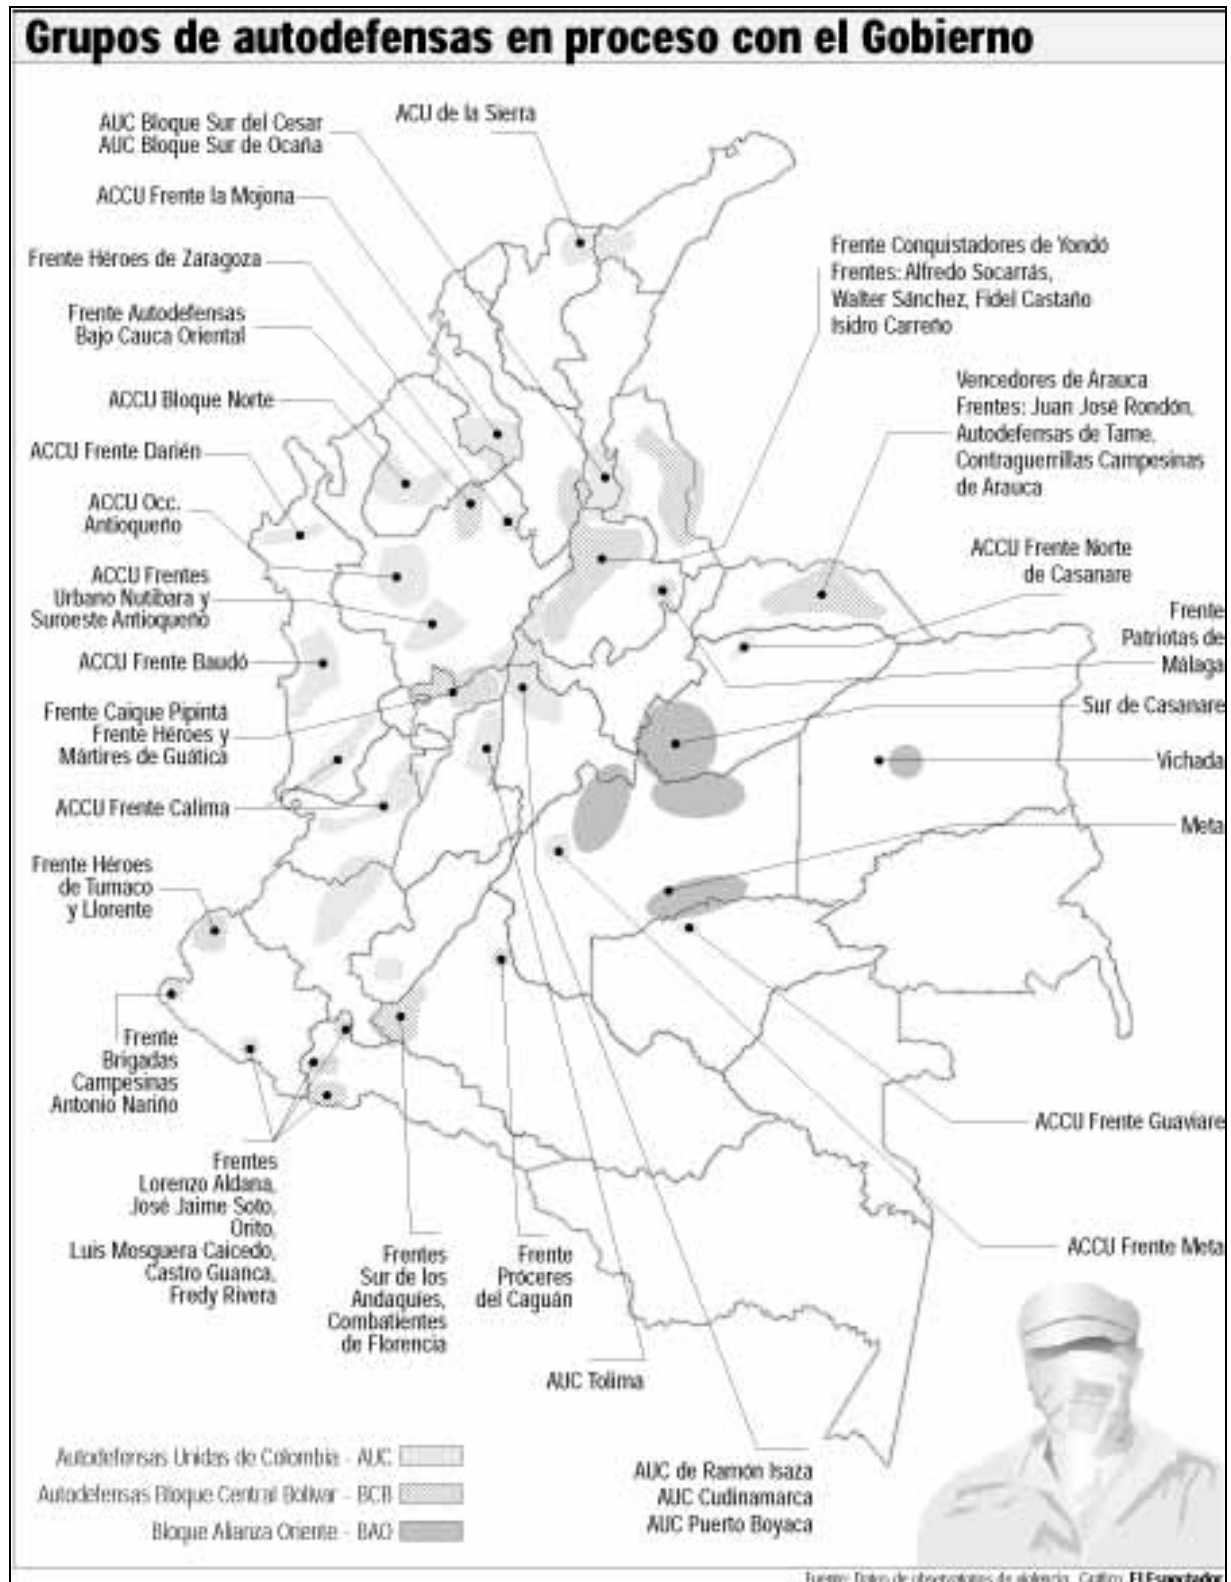 Grupos de autodefensas en proceso con el Gobierno
ACU de la Sierra
AUC Bloque Sur del Cesar
AUC Bloque Sur de Ocaña
ACCU Frente la Mojona
Frente Héroes de Zaragoza
Frente Autodefensas
Bajo Cauca Oriental
ACCU Bloque Norte
ACCU Frente Darién
ACCU Occ.
Antioqueño
ACCU Frentes
Urbano Nutibara y
Suroeste Antioqueño
ACCU Frente Baudó
Frente Caïque Pipintá
Frente Héroes y
Mártires de Guática
ACCU Frente Calima
Frente Héroes
de Tumaco
y Llorente
Frente
Brigadas
Campesinas
Antonio Nariño
Frentes
Lorenzo Aldana,
José Jaime Soto,
Orito,
Luis Mosquera Caicedo,
Castro Guanca,
Fredy Rivera
Frentes
Sur de los
Andaquíes,
Combatientes
de Florencia
Frente
Próceres
del Caguán
AUC Tolima
AUC de Ramón Isaza
AUC Cudinamarca
AUC Puerto Boyaca
Frente Conquistadores de Yondó
Frentes: Alfredo Socarrás,
Walter Sánchez, Fidel Castaño
Isidro Carreño
Vencedores de Arauca
Frentes: Juan José Rondón,
Autodefensas de Tame,
Contraguerrillas Campesinas
de Arauca
ACCU Frente Norte
de Casanare
Frente
Patriotas de
Málaga
Sur de Casanare
Vichada
Meta
ACCU Frente Guaviare
ACCU Frente Meta
Autodefensas Unidas de Colombia - AUC
Autodefensas Bloque Central Bolívar - BCB
Bloque Alianza Oriente - BAO
Fuente: Datos de observatorios de violencia. Gráfico: El Espectador